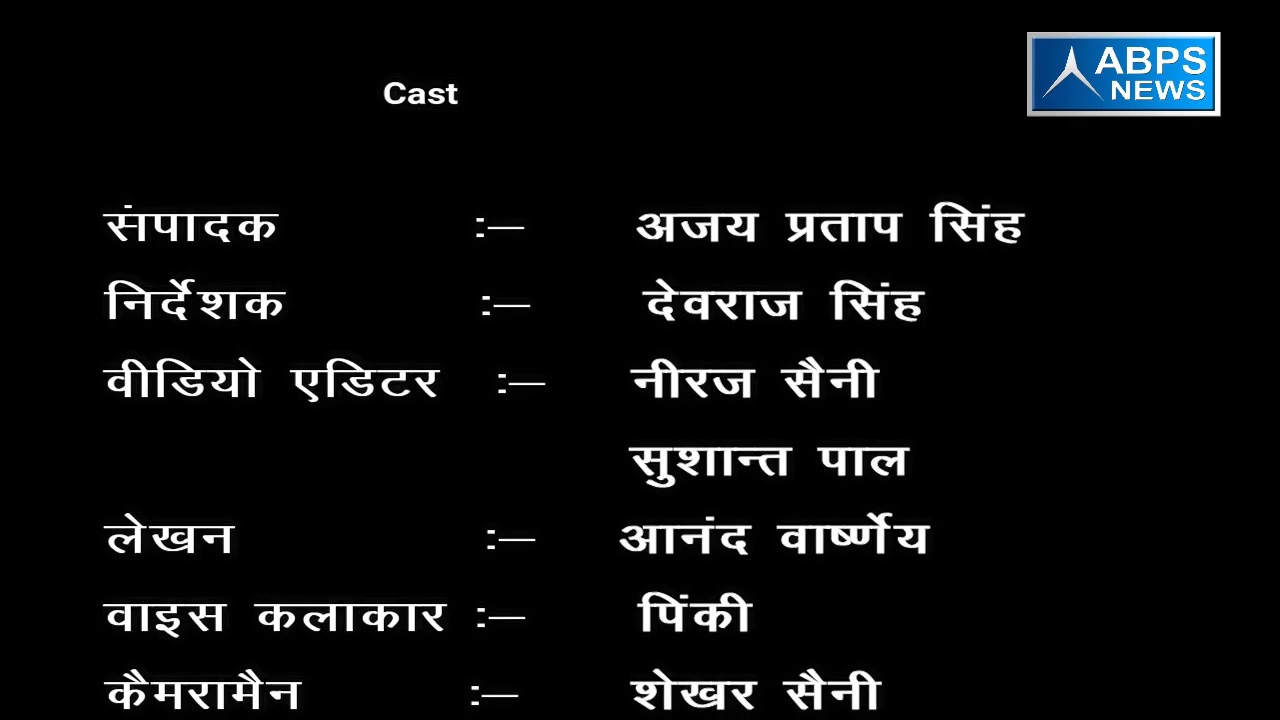 ABPS
NEWS
Cast
संपादक :— अजय प्रताप सिंह
निर्देशक :— देवराज सिंह
वीडियो एडिटर :— नीरज सैनी
सुशान्त पाल
लेखन :— आनंद वार्ष्णेय
वाइस कलाकार :— पिंकी
कैमरामैन :— शेखर सैनी